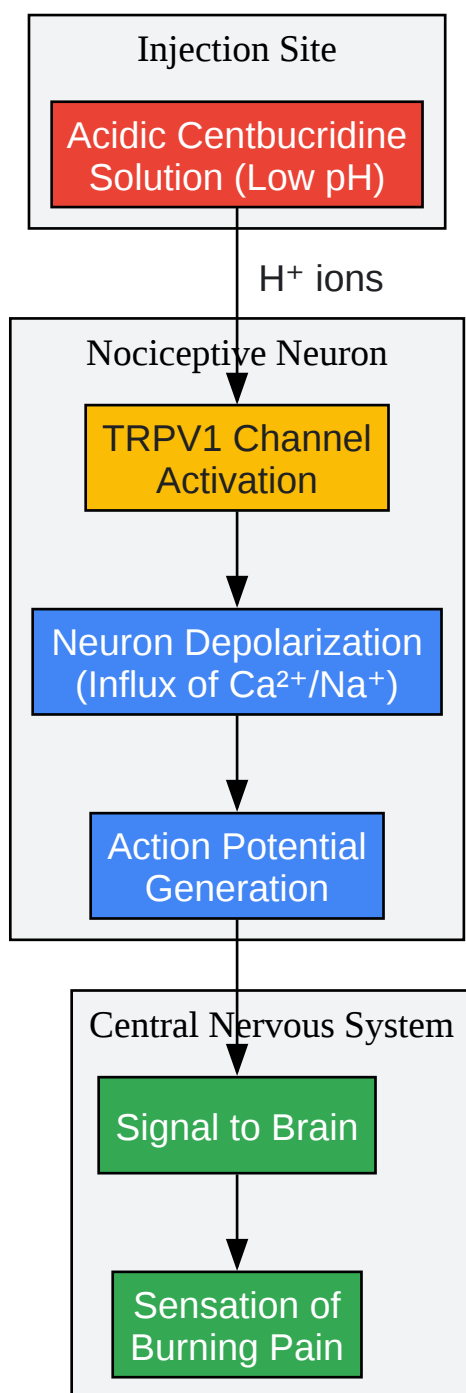 Injection Site
Acidic Centbucridine
Solution (Low pH)
H⁺ ions
Nociceptive Neuron
TRPV1 Channel
Activation
Neuron Depolarization
(Influx of Ca²⁺/Na⁺)
Action Potential
Generation
Central Nervous System
Signal to Brain
Sensation of
Burning Pain